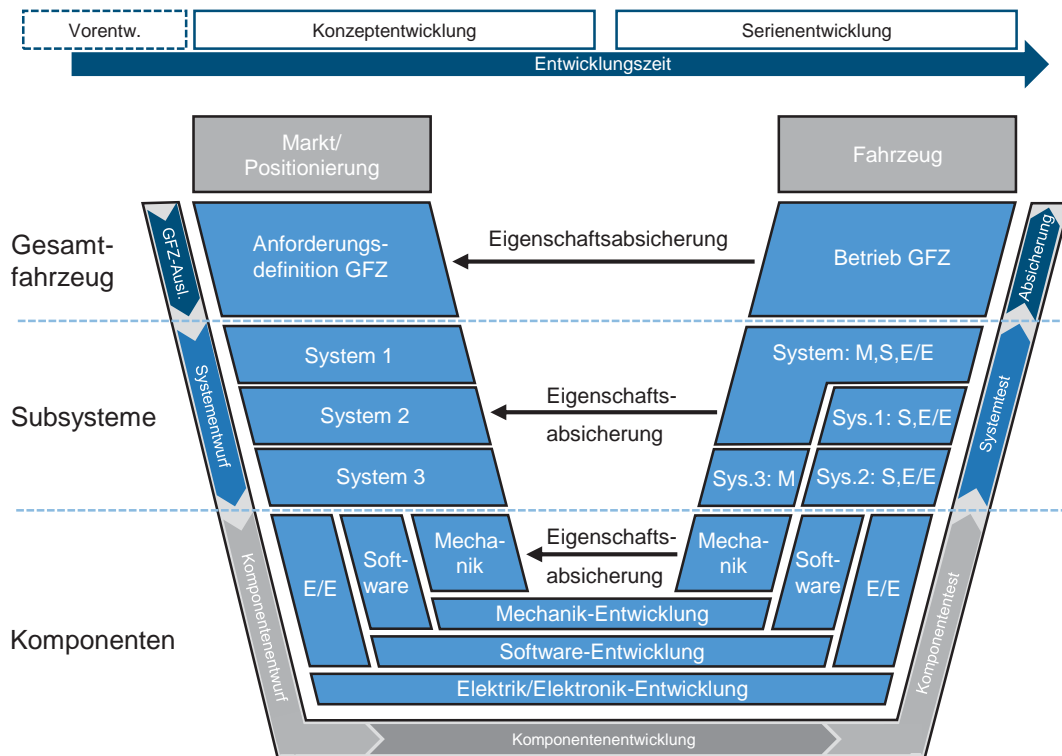 Vorentw.
Konzeptentwicklung
Serienentwicklung
Entwicklungszeit
Markt/
Positionierung
Fahrzeug
Gesamt-
fahrzeug
GFZ-Ausl.
Anforderungs-
definition GFZ
Eigenschaftsabsicherung
Betrieb GFZ
Absicherung
Subsysteme
Systementwurf
System 1
System 2
System 3
Eigenschafts-
absicherung
System: M,S,E/E
Sys.1: S,E/E
Sys.3: M
Sys.2: S,E/E
Systemtest
Komponenten
Komponentenentwurf
E/E
Soft-
ware
Mecha-
nik
Eigenschafts-
absicherung
Mecha-
nik
Soft-
ware
E/E
Komponententest
Mechanik-Entwicklung
Software-Entwicklung
Elektrik/Elektronik-Entwicklung
Komponentenentwicklung